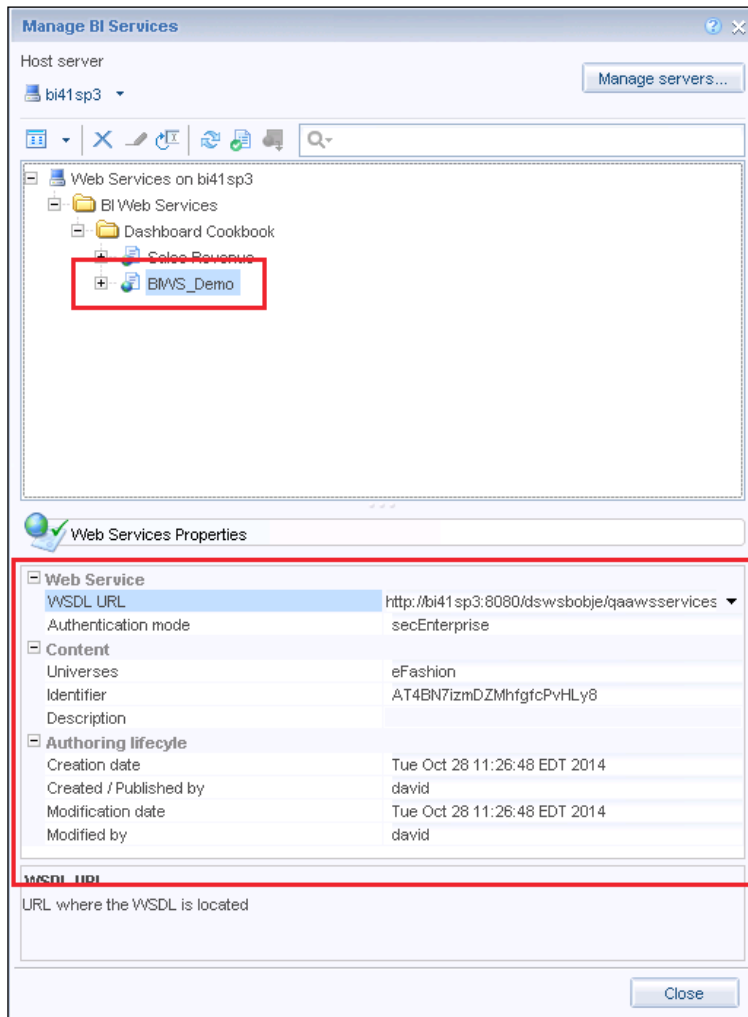 Manage BI Services
Host server
Manage servers...
bi41sp3
Web Services on bi41sp3
BI Web Services
Dashboard Cookbook
Sales Revenue
BIWS_Demo
Web Services Properties
Web Service
WSDL URL http://bi41sp3:8080/dswsbobje/qaawsservices
Authentication mode secEnterprise
Content
Universes eFashion
Identifier AT4BN7izmDZMhfgfcPvHLy8
Description
Authoring lifecyle
Creation date Tue Oct 28 11:26:48 EDT 2014
Created / Published by david
Modification date Tue Oct 28 11:26:48 EDT 2014
Modified by david
WSDL URL
URL where the WSDL is located
Close